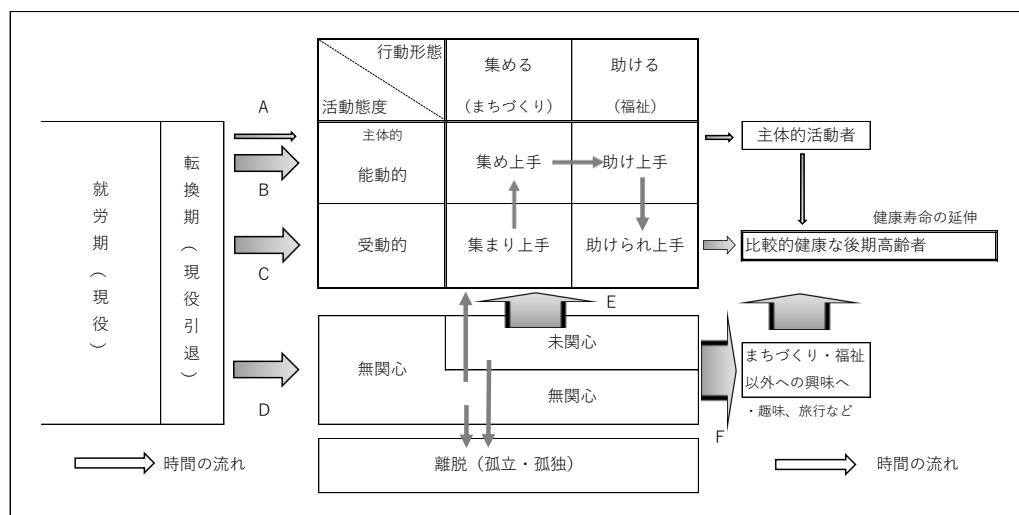 行動形態
活動態度
集める
(まちづくり)
助ける
(福祉)
A
B
C
D
就労期(現役)
転換期(現役引退)
主体的
能動的
集め上手
助け上手
受動的
集まり上手
助けられ上手
主体的活動者
健康寿命の延伸
比較的健康な後期高齢者
E
無関心
未関心
無関心
F
まちづくり・福祉
以外への興味へ
・趣味、旅行など
離脱(孤立・孤独)
時間の流れ
時間の流れ